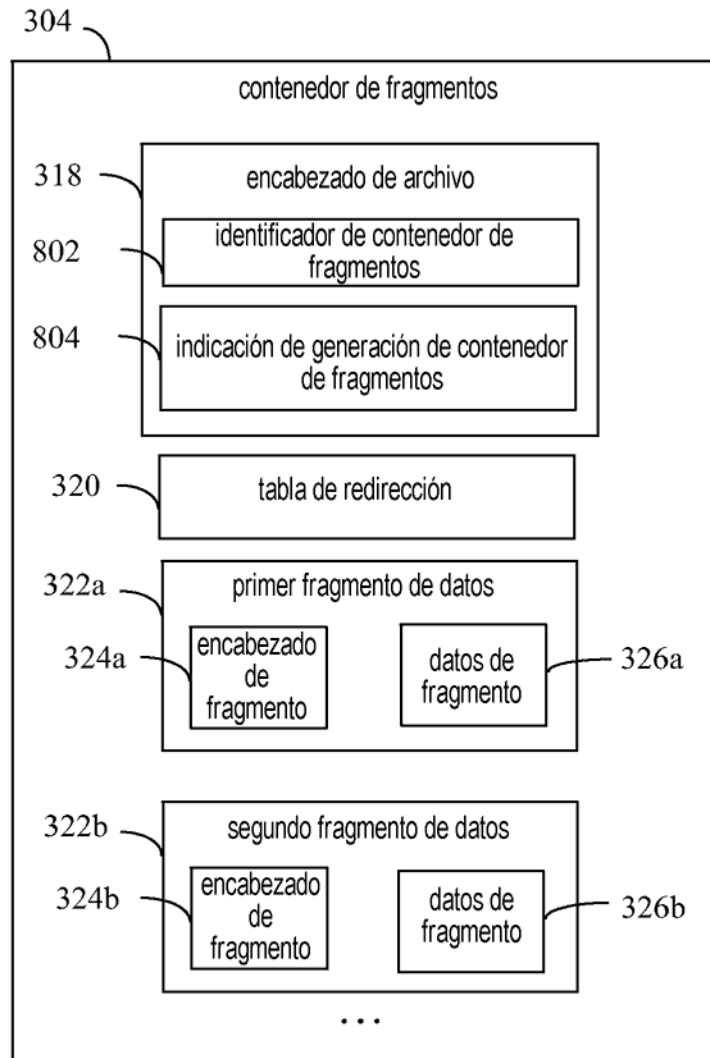 304
contenedor de fragmentos
318
encabezado de archivo
802
identificador de contenedor de
fragmentos
804
indicación de generación de contenedor
de fragmentos
320
tabla de redirección
322a
primer fragmento de datos
324a
encabezado
de
fragmento
datos de
fragmento
326a
322b
segundo fragmento de datos
324b
encabezado
de
fragmento
datos de
fragmento
326b
...